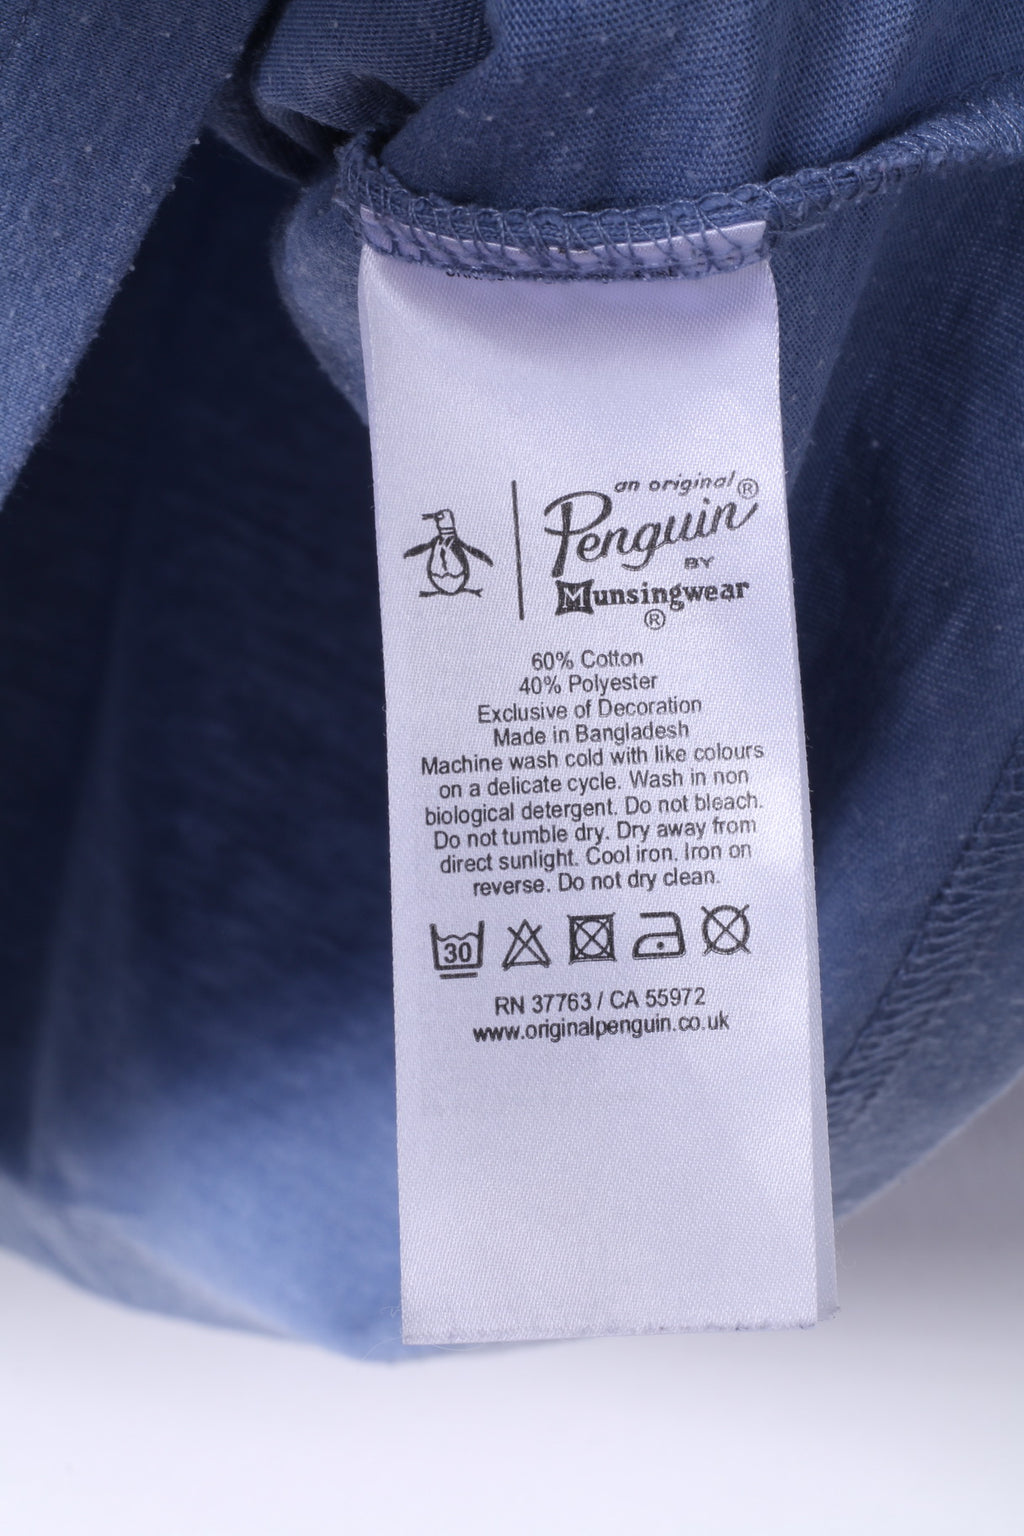 an original®
Penguin
BY
Munsingwear
®
60% Cotton
40% Polyester
Exclusive of Decoration
Made in Bangladesh
Machine wash cold with like colours
on a delicate cycle. Wash in non
biological detergent. Do not bleach.
Do not tumble dry. Dry away from
direct sunlight. Cool iron. Iron on
reverse. Do not dry clean.
30
RN 37763 / CA 55972
www.originalpenguin.co.uk